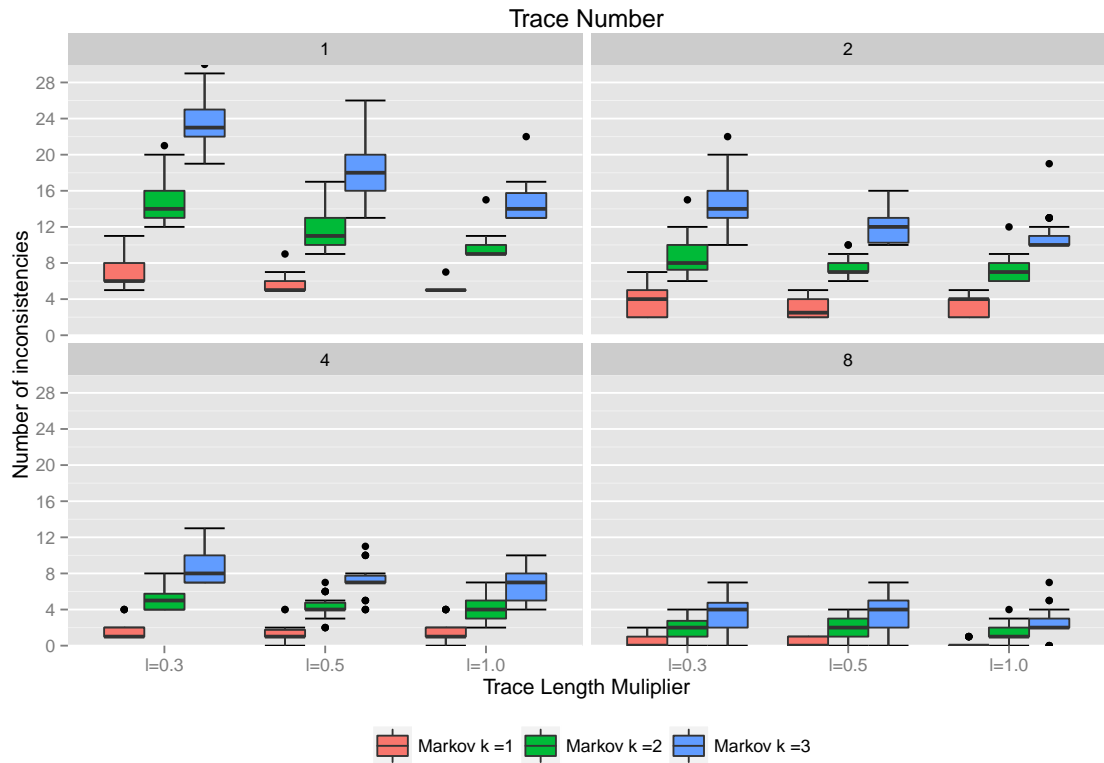 Trace Number
1
2
28
24
20
16
12
8
4
0
4
8
28
24
20
16
12
8
4
0
Number of inconsistencies
l=0.3
l=0.5
l=1.0
l=0.3
l=0.5
l=1.0
Trace Length Muliplier
Markov k =1
Markov k =2
Markov k =3